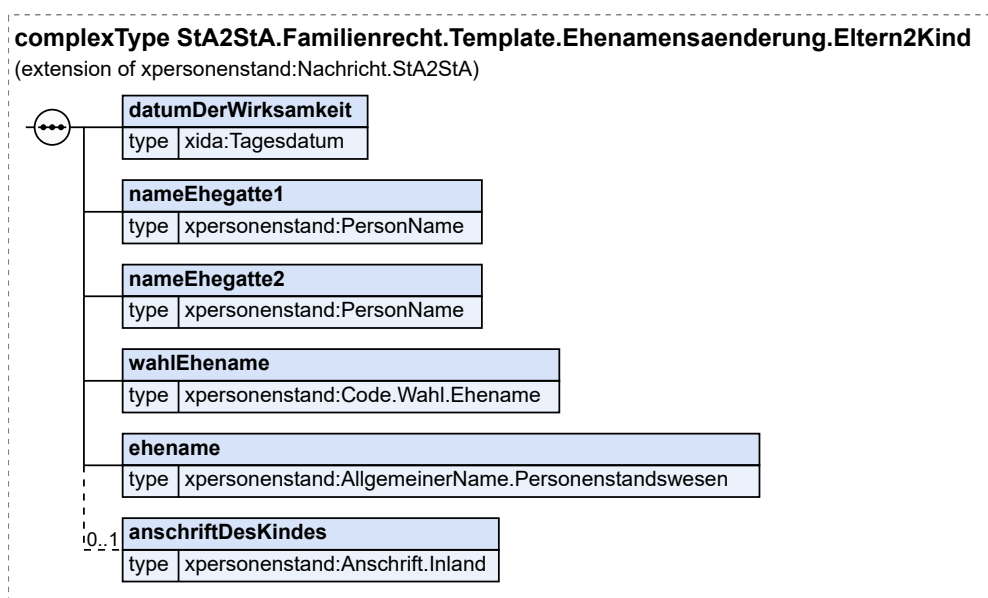 complexType StA2StA.Familienrecht.Template.Ehenamensaenderung.Eltern2Kind
(extension of xpersonenstand:Nachricht.StA2StA)
datumDerWirksamkeit
type xida:Tagesdatum
nameEhegatte1
type xpersonenstand:PersonName
nameEhegatte2
type xpersonenstand:PersonName
wahlEhename
type xpersonenstand:Code.Wahl.Ehename
ehename
type xpersonenstand:AllgemeinerName.Personenstandswesen
0..1 anschriftDesKindes
type xpersonenstand:Anschrift.Inland